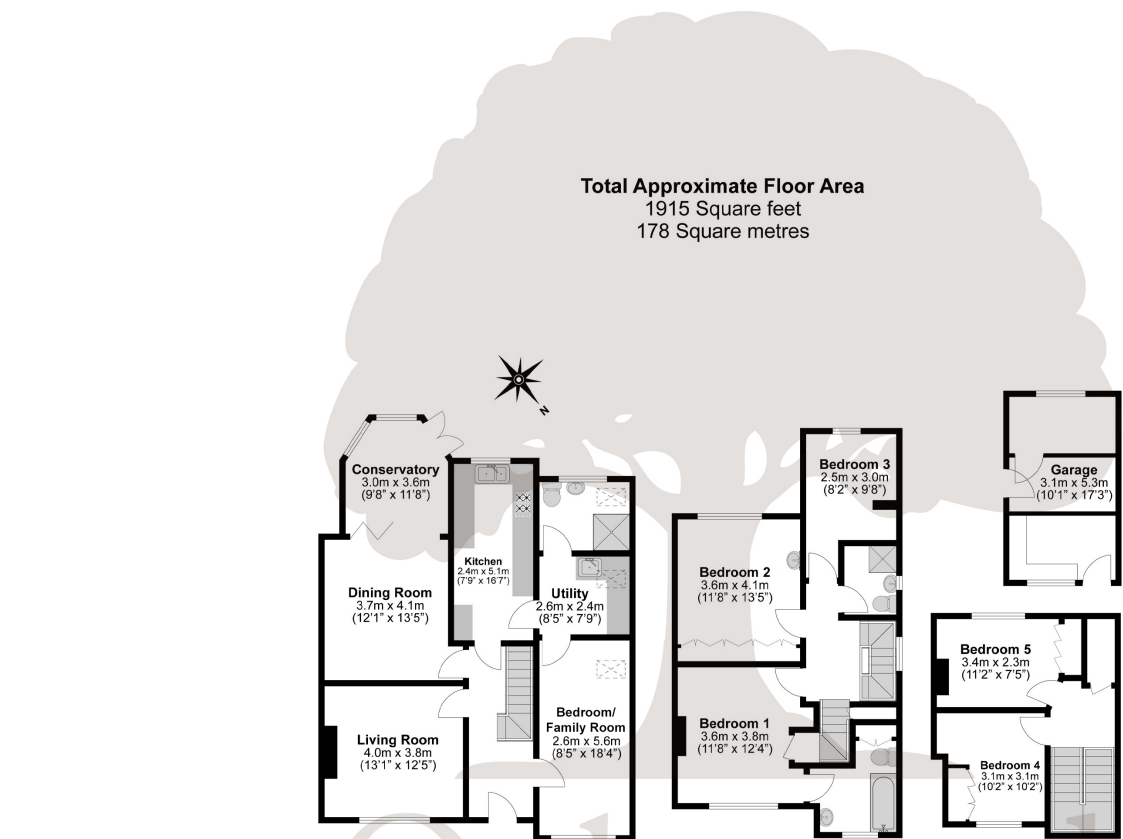 Total Approximate Floor Area
1915 Square feet
178 Square metres
N
Conservatory
3.0m x 3.6m
(9'8" x 11'8")
Kitchen
2.4m x 5.1m
(7'9" x 16'7")
Dining Room
3.7m x 4.1m
(12'1" x 13'5")
Utility
2.6m x 2.4m
(8'5" x 7'9")
Living Room
4.0m x 3.8m
(13'1" x 12'5")
Bedroom/
Family Room
2.6m x 5.6m
(8'5" x 18'4")
Bedroom 3
2.5m x 3.0m
(8'2" x 9'8")
Bedroom 2
3.6m x 4.1m
(11'8" x 13'5")
Bedroom 1
3.6m x 3.8m
(11'8" x 12'4")
Garage
3.1m x 5.3m
(10'1" x 17'3")
Bedroom 5
3.4m x 2.3m
(11'2" x 7'5")
Bedroom 4
3.1m x 3.1m
(10'2" x 10'2")